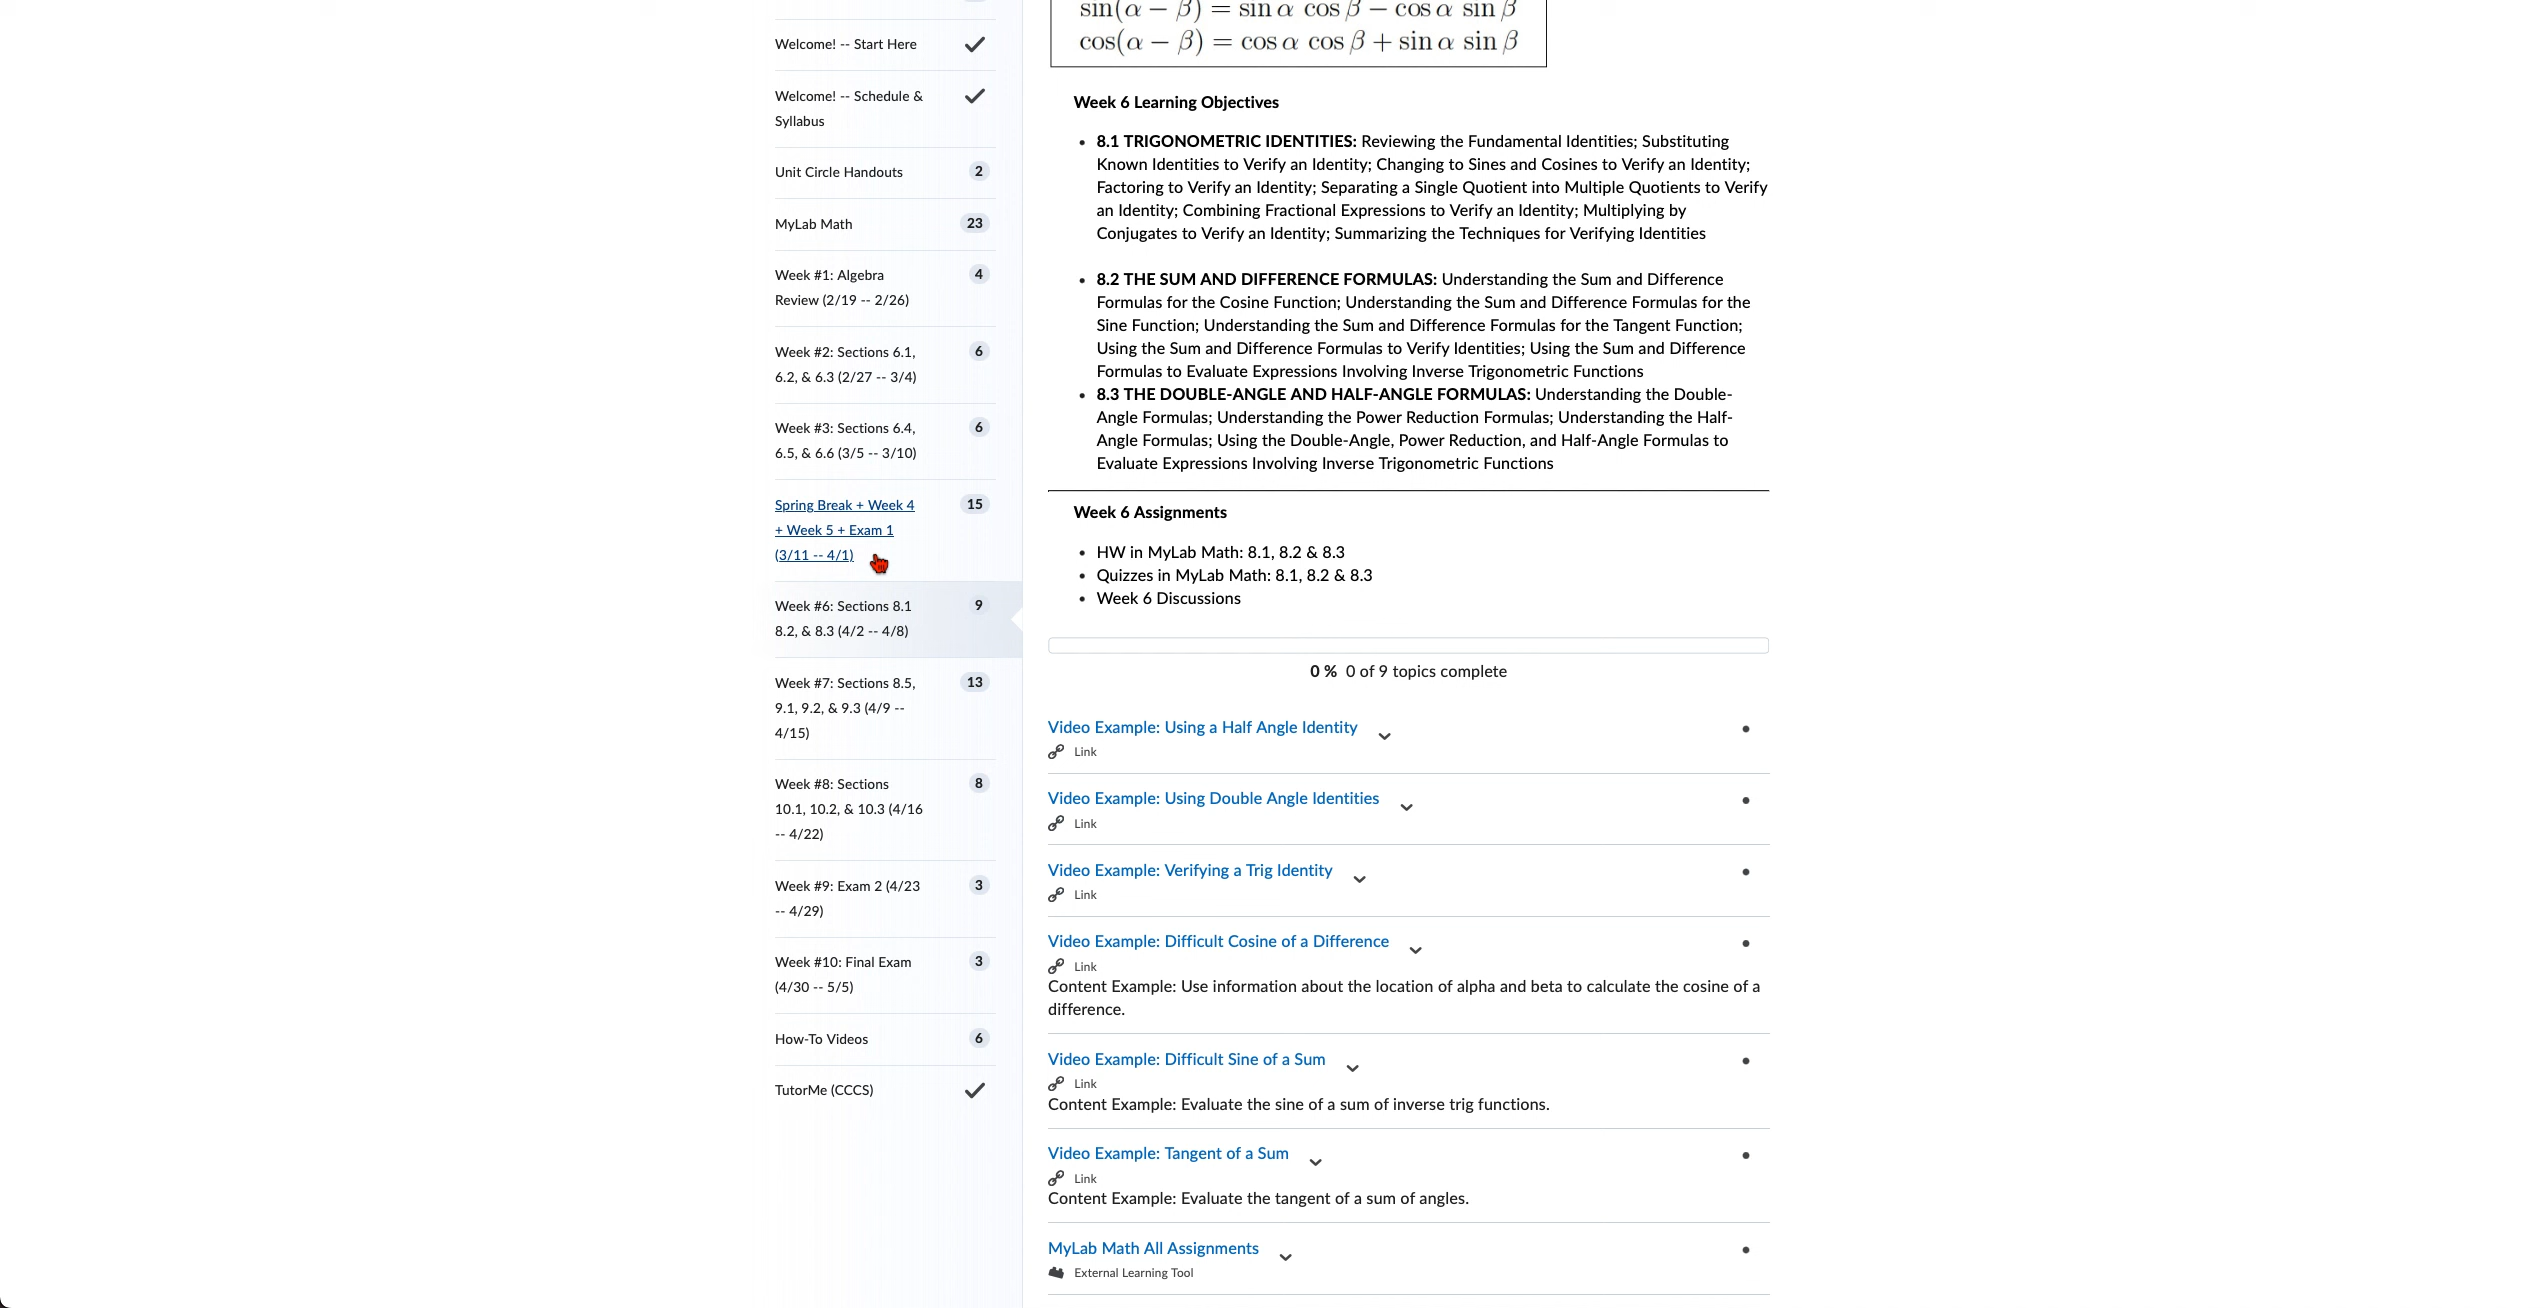 Welcome! -- Start Here
Welcome! -- Schedule &
Syllabus
Unit Circle Handouts
2
MyLab Math
23
Week #1: Algebra
Review (2/19 -- 2/26)
4
Week #2: Sections 6.1,
6.2, & 6.3 (2/27 -- 3/4)
6
Week #3: Sections 6.4,
6.5, & 6.6 (3/5 -- 3/10)
6
Spring Break + Week 4
+ Week 5 + Exam 1
(3/11 -- 4/1)
15
Week #6: Sections 8.1
8.2, & 8.3 (4/2 -- 4/8)
9
Week #7: Sections 8.5,
9.1, 9.2, & 9.3 (4/9 --
4/15)
13
Week #8: Sections
10.1, 10.2, & 10.3 (4/16
-- 4/22)
8
Week #9: Exam 2 (4/23
-- 4/29)
3
Week #10: Final Exam
(4/30 -- 5/5)
3
How-To Videos
6
TutorMe (CCCS)
sin(α − β) = sin α cos β − cos α sin β
cos(α − β) = cos α cos β + sin α sin β
Week 6 Learning Objectives
• 8.1 TRIGONOMETRIC IDENTITIES: Reviewing the Fundamental Identities; Substituting
Known Identities to Verify an Identity; Changing to Sines and Cosines to Verify an Identity;
Factoring to Verify an Identity; Separating a Single Quotient into Multiple Quotients to Verify
an Identity; Combining Fractional Expressions to Verify an Identity; Multiplying by
Conjugates to Verify an Identity; Summarizing the Techniques for Verifying Identities
• 8.2 THE SUM AND DIFFERENCE FORMULAS: Understanding the Sum and Difference
Formulas for the Cosine Function; Understanding the Sum and Difference Formulas for the
Sine Function; Understanding the Sum and Difference Formulas for the Tangent Function;
Using the Sum and Difference Formulas to Verify Identities; Using the Sum and Difference
Formulas to Evaluate Expressions Involving Inverse Trigonometric Functions
• 8.3 THE DOUBLE-ANGLE AND HALF-ANGLE FORMULAS: Understanding the Double-
Angle Formulas; Understanding the Power Reduction Formulas; Understanding the Half-
Angle Formulas; Using the Double-Angle, Power Reduction, and Half-Angle Formulas to
Evaluate Expressions Involving Inverse Trigonometric Functions
Week 6 Assignments
• HW in MyLab Math: 8.1, 8.2 & 8.3
• Quizzes in MyLab Math: 8.1, 8.2 & 8.3
• Week 6 Discussions
0 % 0 of 9 topics complete
Video Example: Using a Half Angle Identity
Link
Video Example: Using Double Angle Identities
Link
Video Example: Verifying a Trig Identity
Link
Video Example: Difficult Cosine of a Difference
Link
Content Example: Use information about the location of alpha and beta to calculate the cosine of a
difference.
Video Example: Difficult Sine of a Sum
Link
Content Example: Evaluate the sine of a sum of inverse trig functions.
Video Example: Tangent of a Sum
Link
Content Example: Evaluate the tangent of a sum of angles.
MyLab Math All Assignments
External Learning Tool